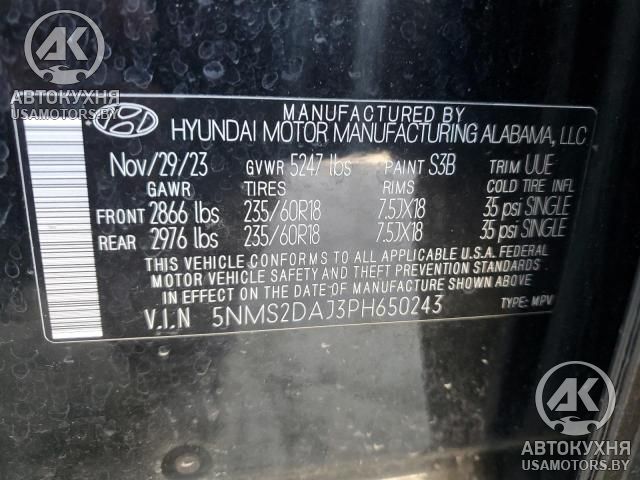 AK
АВТОКУХНЯ
USAMOTORS.BY
MANUFACTURED BY
HYUNDAI MOTOR MANUFACTURING ALABAMA, LLC
Nov/29/23 GVWR 5247 lbs PAINT S3B TRIM UUE
GAWR TIRES RIMS COLD TIRE INFL
FRONT 2866 lbs 235/60R18 7.5JX18 35 psi SINGLE
REAR 2976 lbs 235/60R18 7.5JX18 35 psi SINGLE
THIS VEHICLE CONFORMS TO ALL APPLICABLE U.S.A. FEDERAL
MOTOR VEHICLE SAFETY AND THEFT PREVENTION STANDARDS
IN EFFECT ON THE DATE OF MANUFACTURE SHOWN ABOVE.
V.I.N 5NMS2DAJ3PH650243 TYPE: MPV
AK
АВТОКУХНЯ
USAMOTORS.BY